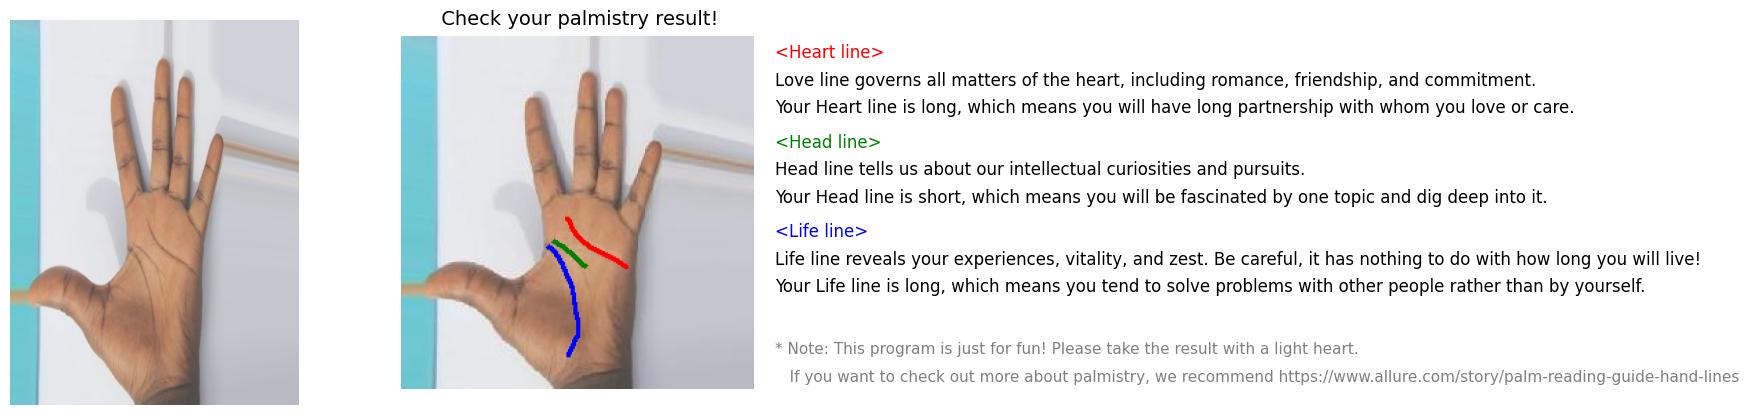 Check your palmistry result!
<Heart line>
Love line governs all matters of the heart, including romance, friendship, and commitment.
Your Heart line is long, which means you will have long partnership with whom you love or care.
<Head line>
Head line tells us about our intellectual curiosities and pursuits.
Your Head line is short, which means you will be fascinated by one topic and dig deep into it.
<Life line>
Life line reveals your experiences, vitality, and zest. Be careful, it has nothing to do with how long you will live!
Your Life line is long, which means you tend to solve problems with other people rather than by yourself.
* Note: This program is just for fun! Please take the result with a light heart.
If you want to check out more about palmistry, we recommend https://www.allure.com/story/palm-reading-guide-hand-lines